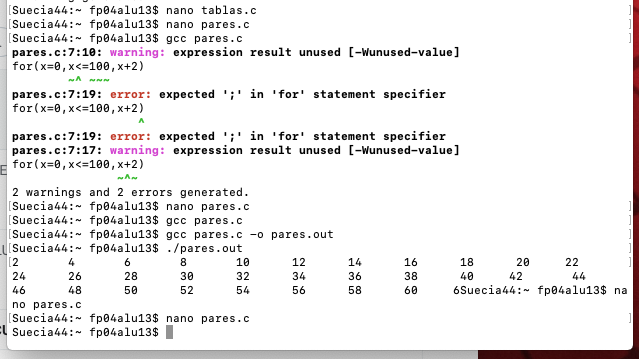 [Suecia44:~ fp04alu13$ nano tablas.c
[Suecia44:~ fp04alu13$ nano pares.c
[Suecia44:~ fp04alu13$ gcc pares.c
pares.c:7:10: warning: expression result unused [-Wunused-value]
for(x=0,x<=100,x+2)
~^ ~~~
pares.c:7:19: error: expected ';' in 'for' statement specifier
for(x=0,x<=100,x+2)
^
pares.c:7:19: error: expected ';' in 'for' statement specifier
pares.c:7:17: warning: expression result unused [-Wunused-value]
for(x=0,x<=100,x+2)
~^~
2 warnings and 2 errors generated.
[Suecia44:~ fp04alu13$ nano pares.c
[Suecia44:~ fp04alu13$ gcc pares.c
[Suecia44:~ fp04alu13$ gcc pares.c -o pares.out
[Suecia44:~ fp04alu13$ ./pares.out
[2 4 6 8 10 12 14 16 18 20 22
24 26 28 30 32 34 36 38 40 42 44
46 48 50 52 54 56 58 60 6Suecia44:~ fp04alu13$ na
no pares.c
[Suecia44:~ fp04alu13$ nano pares.c
Suecia44:~ fp04alu13$